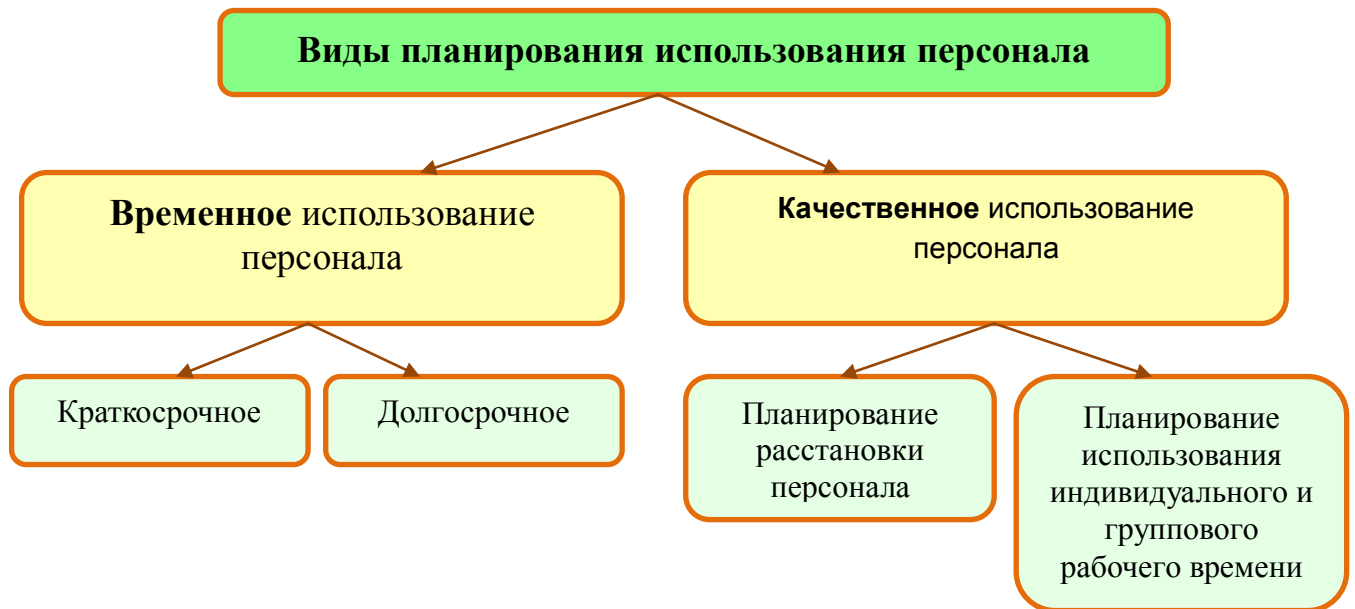 Виды планирования использования персонала
Временное использование
персонала
Качественное использование
персонала
Краткосрочное
Долгосрочное
Планирование
расстановки
персонала
Планирование
использования
индивидуального и
группового
рабочего времени